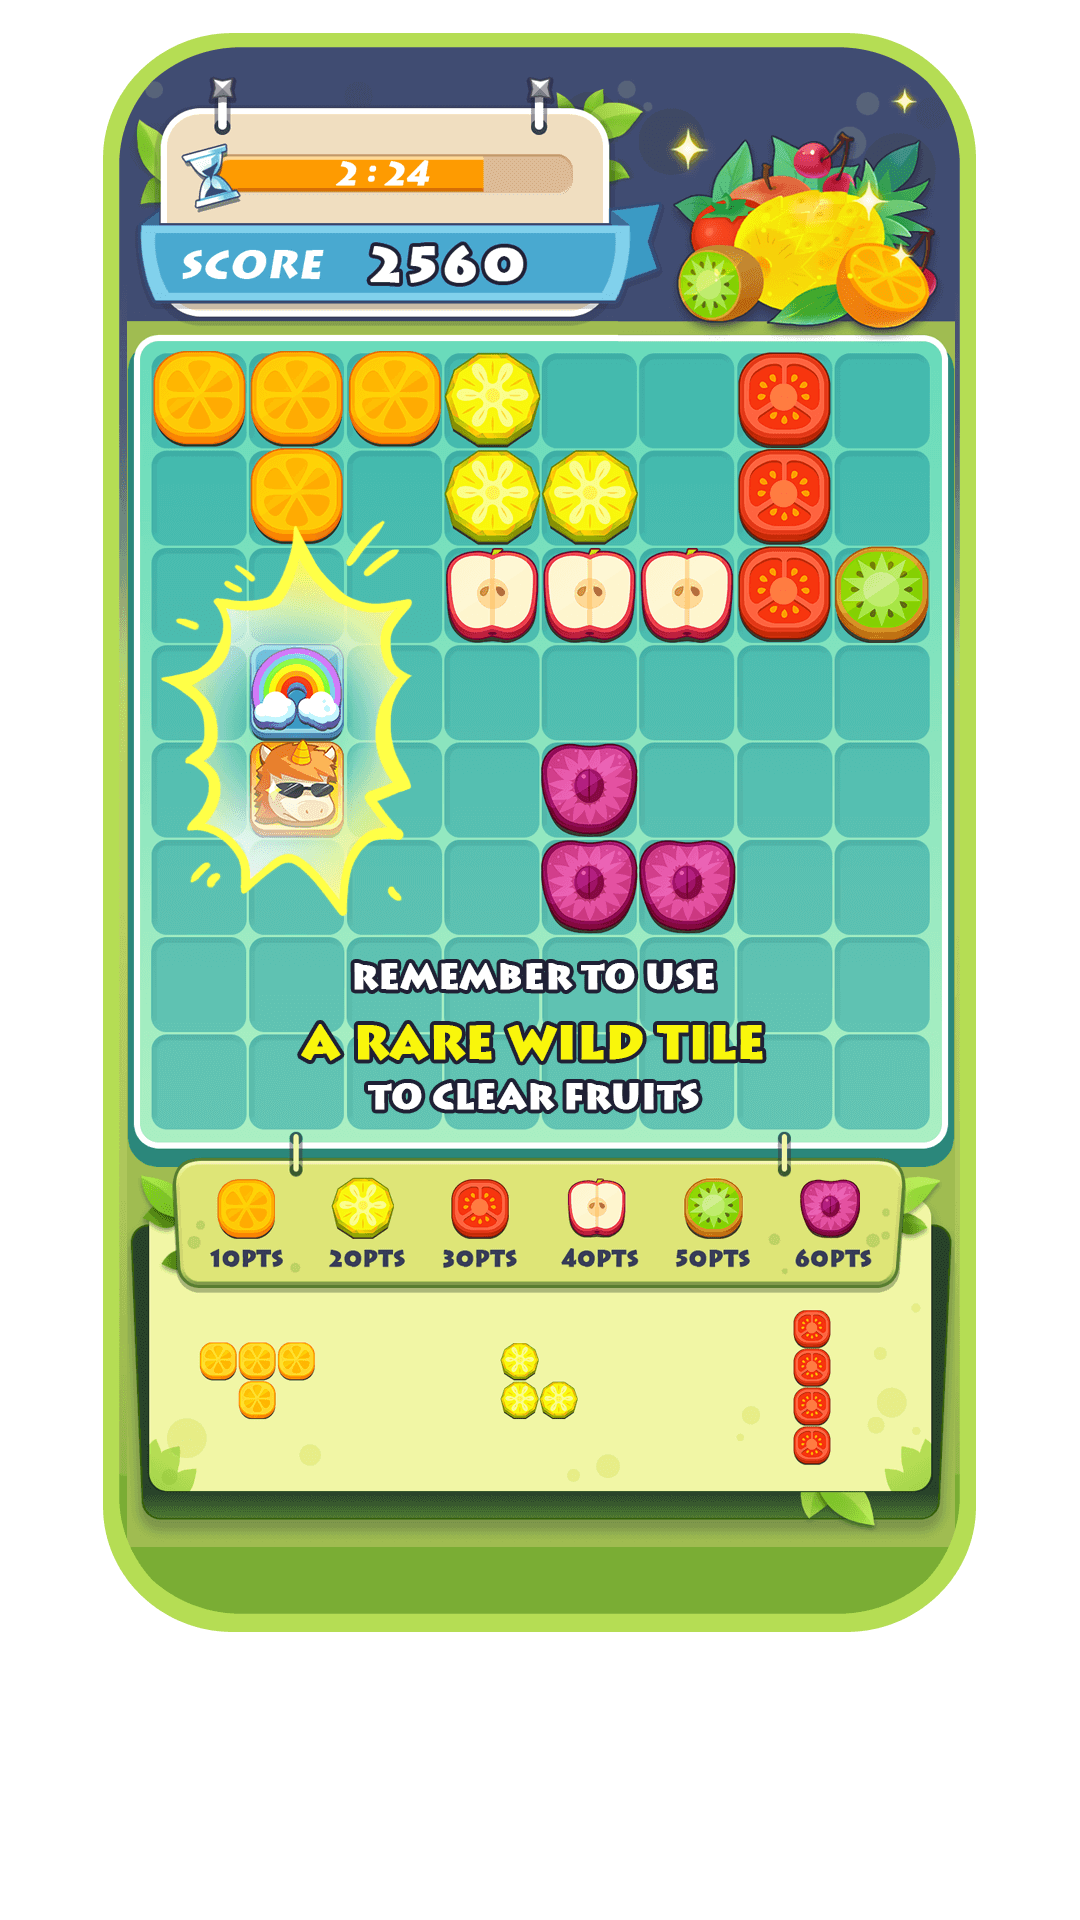 2:24
SCORE 2560
REMEMBER TO USE
A RARE WILD TILE
TO CLEAR FRUITS
10PTS 20PTS 30PTS 40PTS 50PTS 60PTS